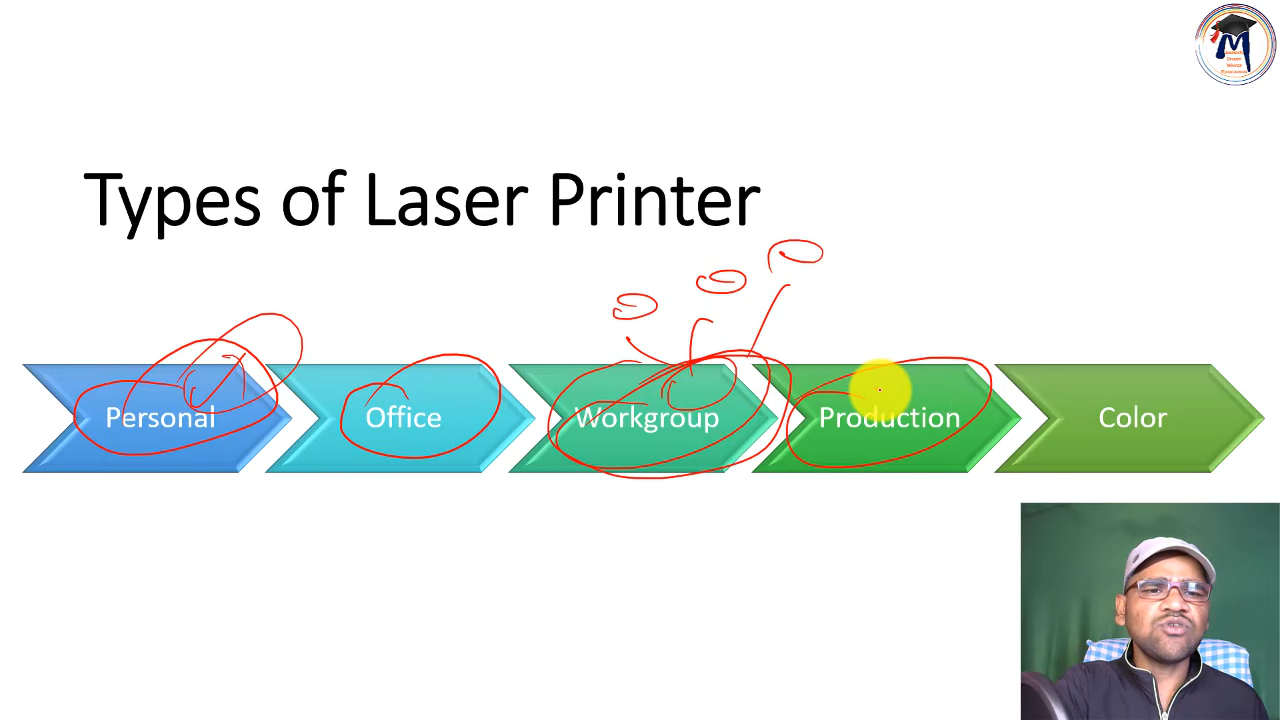 Types of Laser Printer
Personal
Office
Workgroup
Production
Color